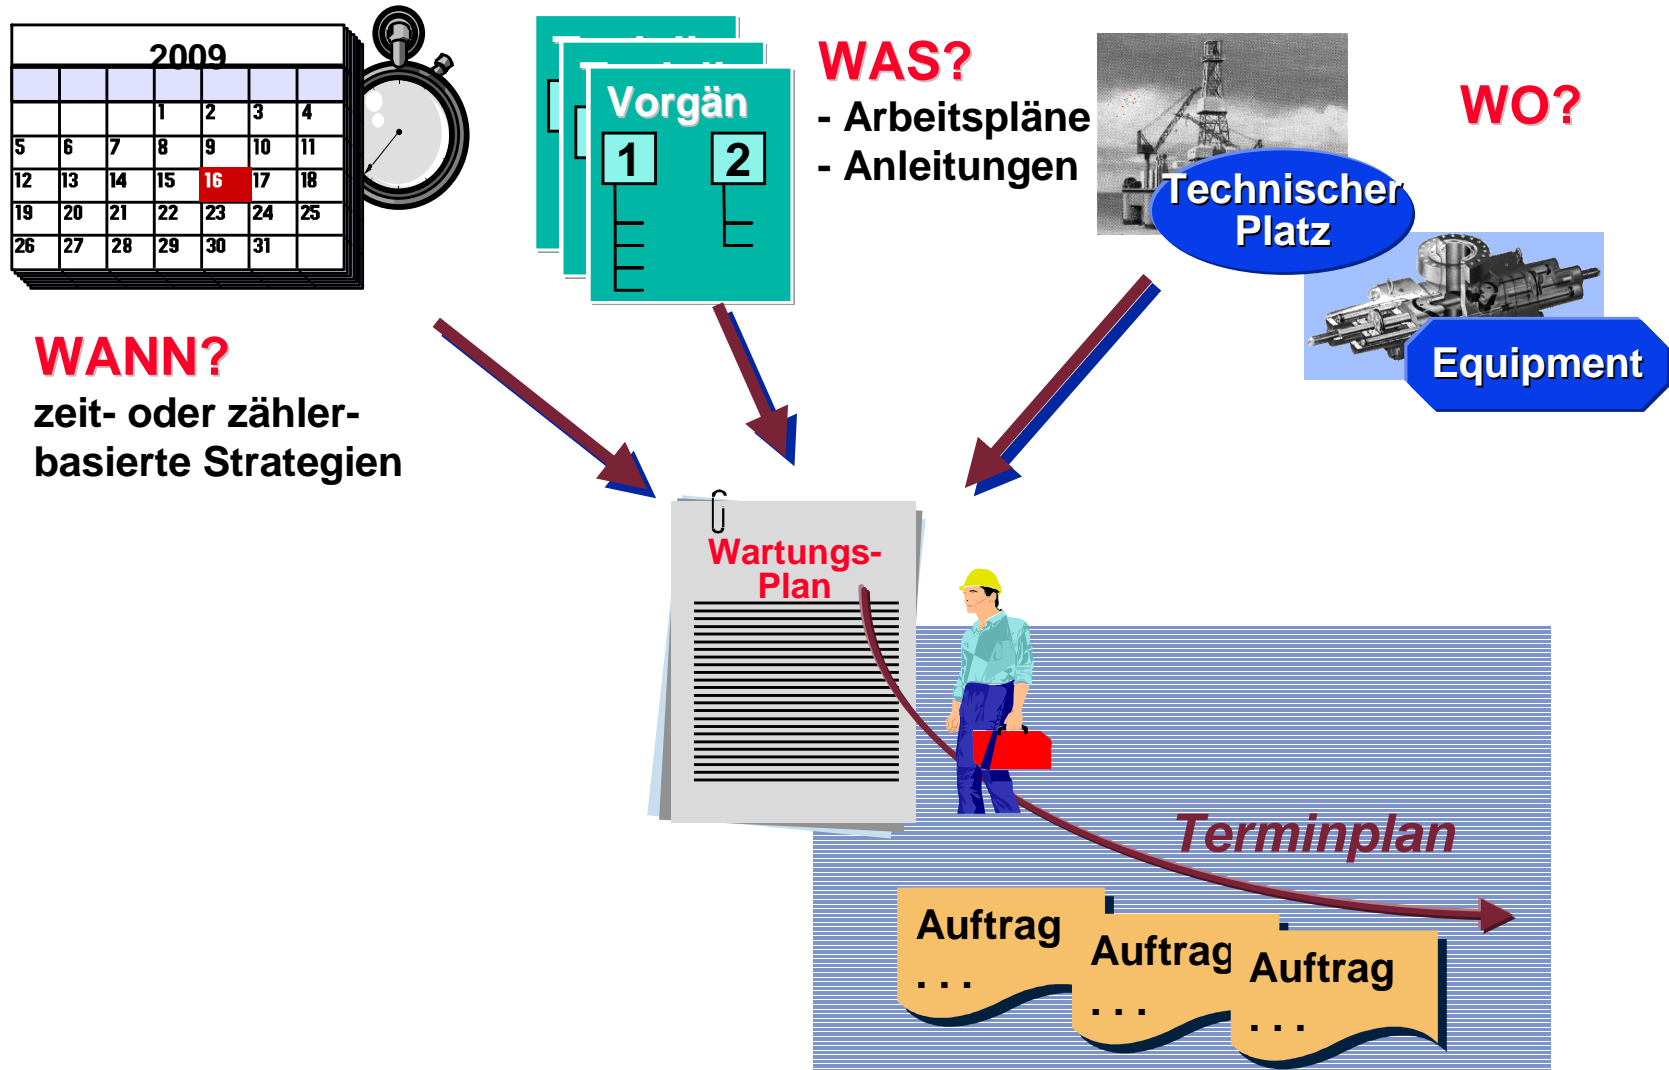 2009
1 2 3 4
5 6 7 8 9 10 11
12 13 14 15 16 17 18
19 20 21 22 23 24 25
26 27 28 29 30 31
WANN?
zeit- oder zähler-
basierte Strategien
Vorgän
1 2
WAS?
- Arbeitspläne
- Anleitungen
WO?
Technischer
Platz
Equipment
Wartungs-
Plan
Terminplan
Auftrag
. . .
Auftrag
. . .
Auftrag
. . .